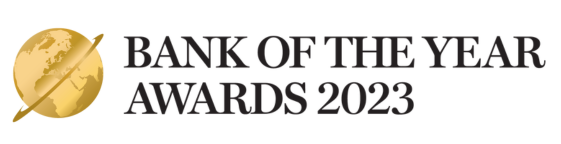 BANK OF THE YEAR
AWARDS 2023